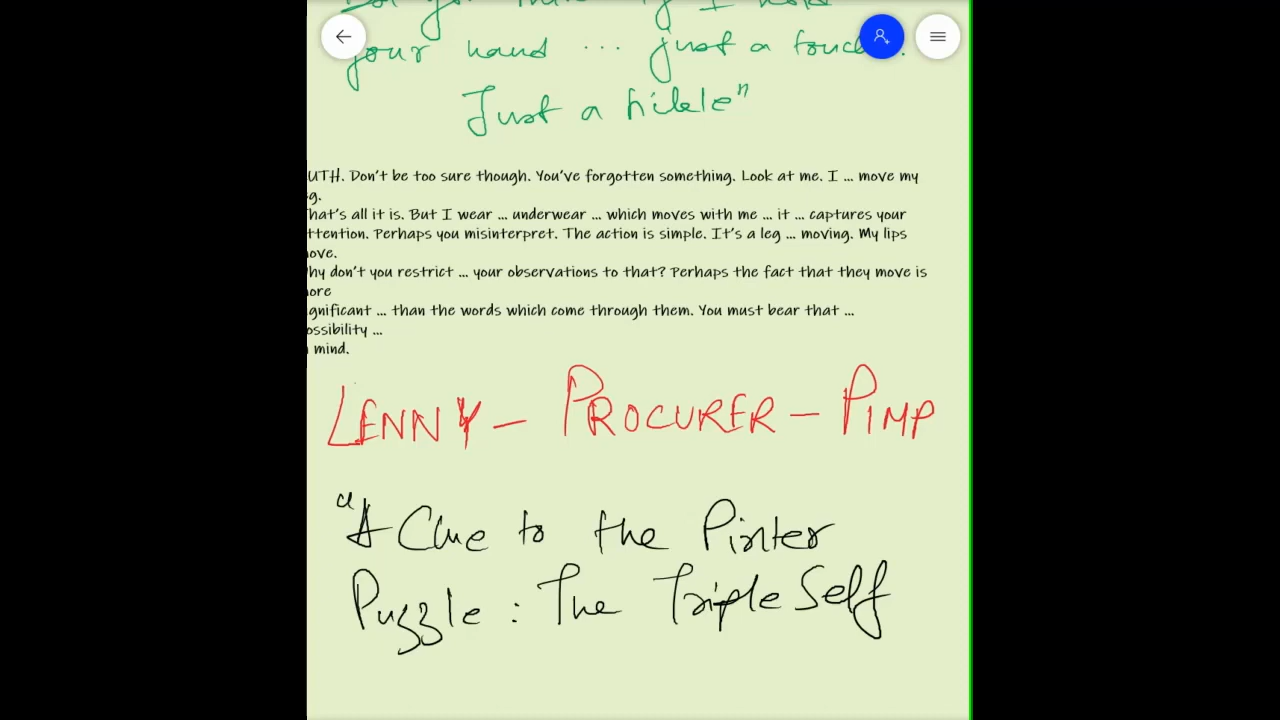 your hand ... just a touch.
Just a tickle"
UTH. Don't be too sure though. You've forgotten something. Look at me. I ... move my
g.
hat's all it is. But I wear ... underwear ... which moves with me ... it ... captures your
ttention. Perhaps you misinterpret. The action is simple. It's a leg ... moving. My lips
ove.
hy don't you restrict ... your observations to that? Perhaps the fact that they move is
ore
gnificant ... than the words which come through them. You must bear that ...
ossibility ...
mind.
LENNY - PROCURER - PIMP
"A Clue to the Pinter
Puzzle : The Triple Self